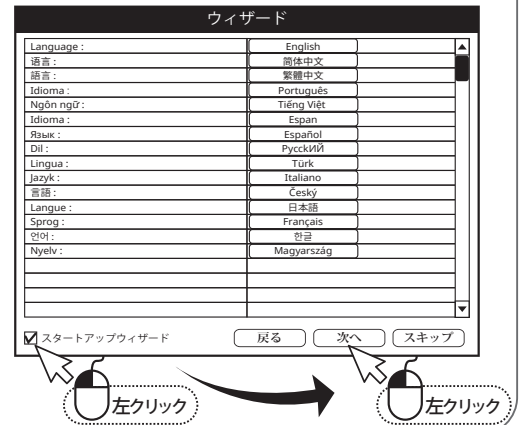 ウィザード
Language : English
语言 : 简体中文
語言 : 繁體中文
Idioma : Português
Ngôn ngữ : Tiếng Việt
Idioma : Espan
Язык : Español
Dil : РусскИЙ
Lingua : Türk
Jazyk : Italiano
言語 : Český
Langue : 日本語
Sprog : Français
언어 : 한글
Nyelv : Magyarszág
スタートアップウィザード 戻る 次へ スキップ
左クリック 左クリック